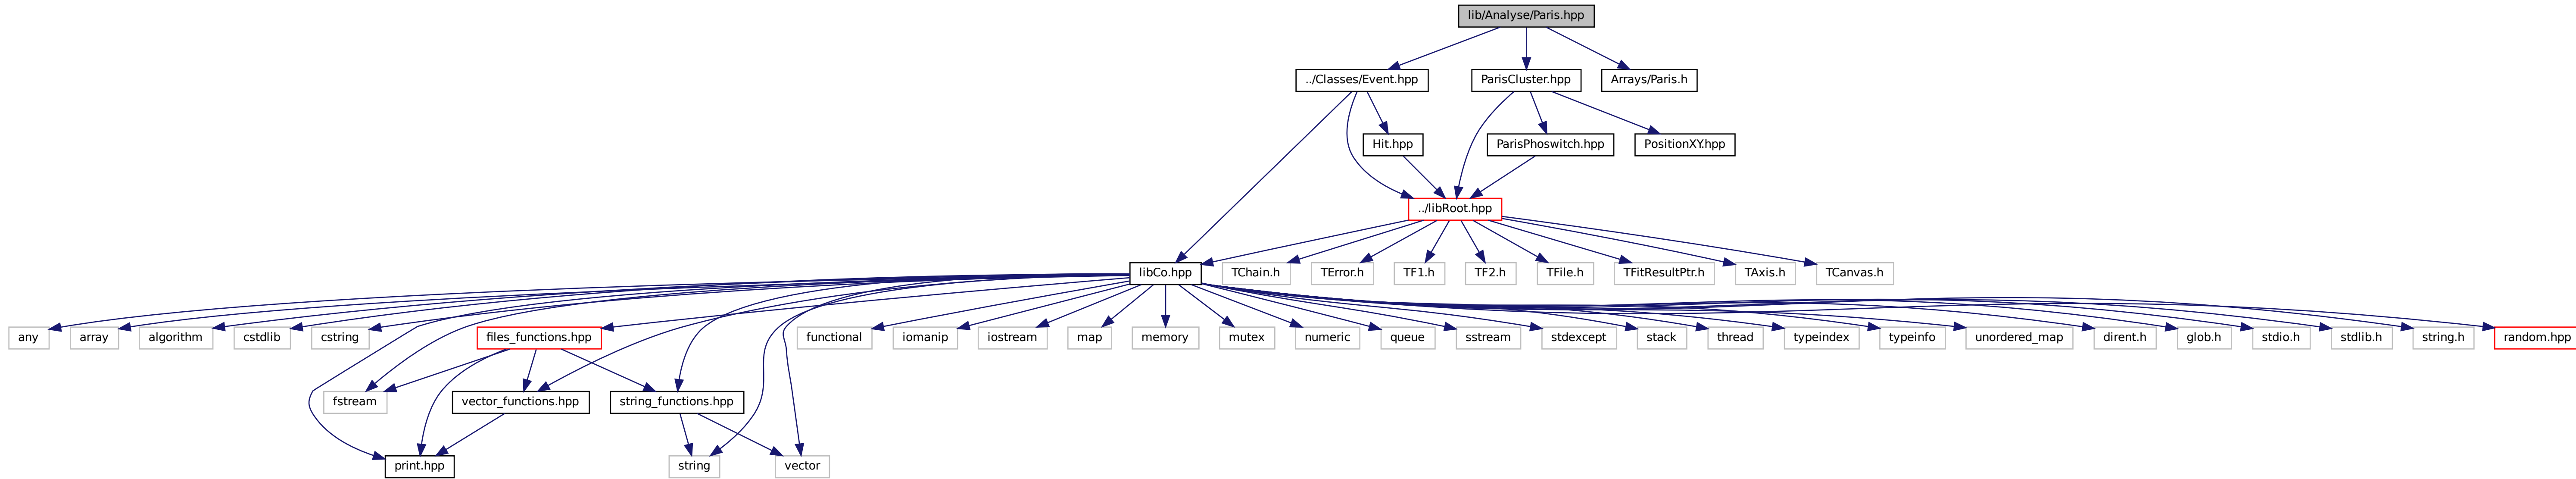 lib/Analyse/Paris.hpp
../Classes/Event.hpp
ParisCluster.hpp
Arrays/Paris.h
Hit.hpp
ParisPhoswitch.hpp
PositionXY.hpp
../libRoot.hpp
libCo.hpp
TChain.h
TError.h
TF1.h
TF2.h
TFile.h
TFitResultPtr.h
TAxis.h
TCanvas.h
any
array
algorithm
cstdlib
cstring
files_functions.hpp
functional
iomanip
iostream
map
memory
mutex
numeric
queue
sstream
stdexcept
stack
thread
typeindex
typeinfo
unordered_map
dirent.h
glob.h
stdio.h
stdlib.h
string.h
random.hpp
fstream
vector_functions.hpp
string_functions.hpp
print.hpp
string
vector